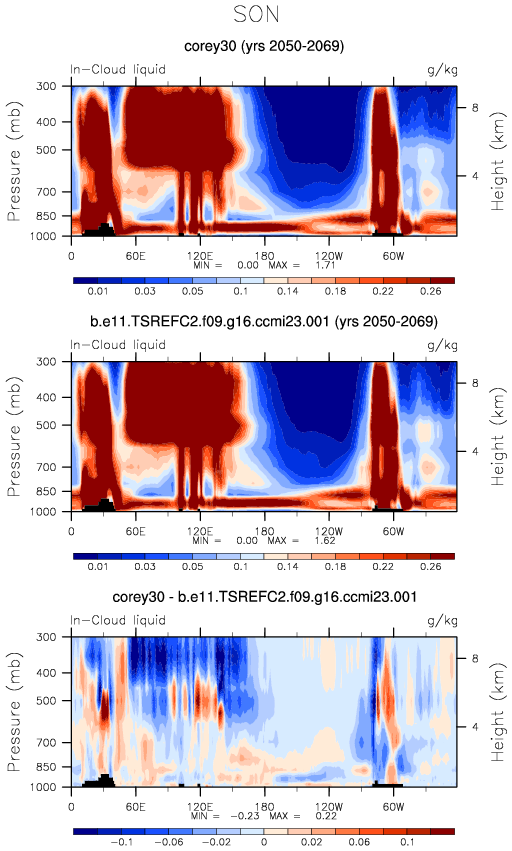 SON
corey30 (yrs 2050-2069)
In-Cloud liquid g/kg
300
400
500
700
850
1000
Pressure (mb)
8
4
Height (km)
0 60E 120E 180 120W 60W
MIN = 0.00 MAX = 1.71
0.01 0.03 0.05 0.1 0.14 0.18 0.22 0.26
b.e11.TSREFC2.f09.g16.ccmi23.001 (yrs 2050-2069)
In-Cloud liquid g/kg
300
400
500
700
850
1000
Pressure (mb)
8
4
Height (km)
0 60E 120E 180 120W 60W
MIN = 0.00 MAX = 1.62
0.01 0.03 0.05 0.1 0.14 0.18 0.22 0.26
corey30 - b.e11.TSREFC2.f09.g16.ccmi23.001
In-Cloud liquid g/kg
300
400
500
700
850
1000
Pressure (mb)
8
4
Height (km)
0 60E 120E 180 120W 60W
MIN = -0.23 MAX = 0.22
-0.1 -0.06 -0.02 0 0.02 0.06 0.1